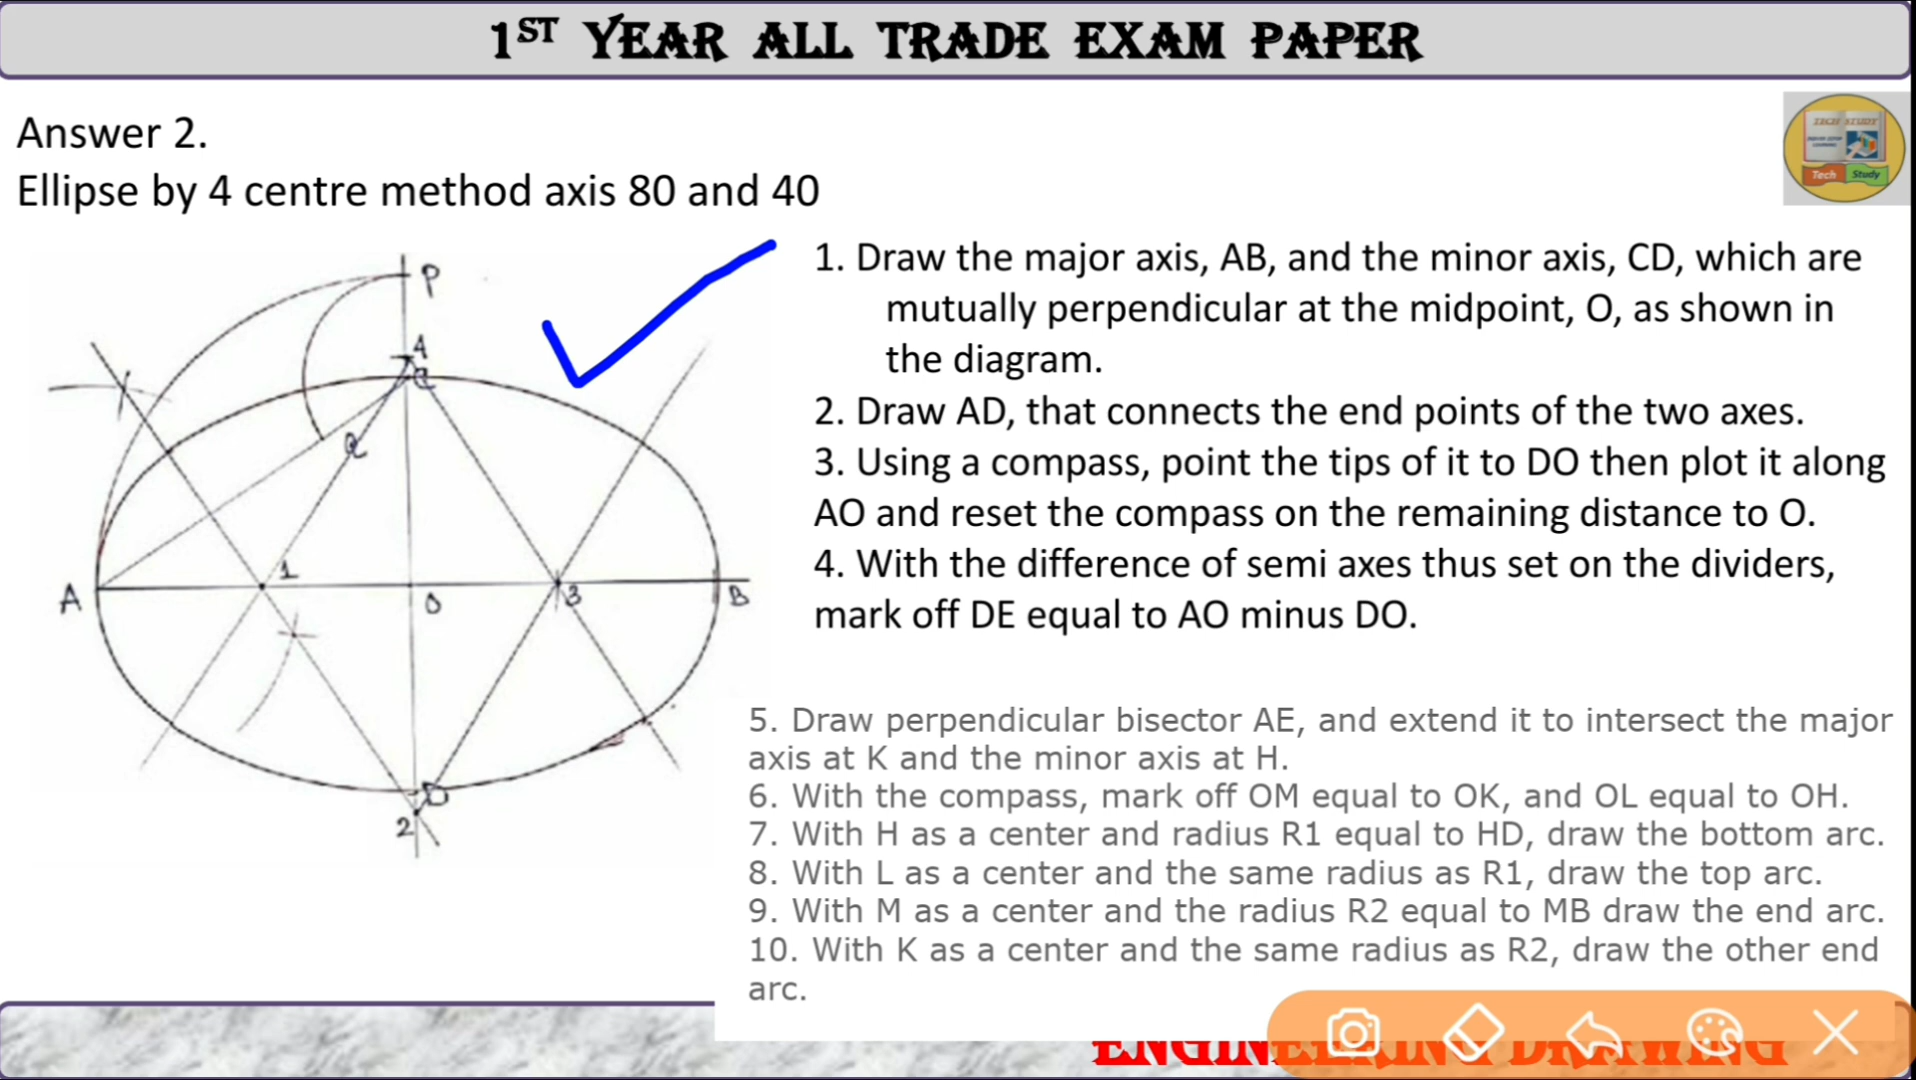 1ST YEAR ALL TRADE EXAM PAPER
Answer 2.
Ellipse by 4 centre method axis 80 and 40
Tech Study
P
4
C
Q
A
1
O
3
B
D
2
1. Draw the major axis, AB, and the minor axis, CD, which are
mutually perpendicular at the midpoint, O, as shown in
the diagram.
2. Draw AD, that connects the end points of the two axes.
3. Using a compass, point the tips of it to DO then plot it along
AO and reset the compass on the remaining distance to O.
4. With the difference of semi axes thus set on the dividers,
mark off DE equal to AO minus DO.
5. Draw perpendicular bisector AE, and extend it to intersect the major
axis at K and the minor axis at H.
6. With the compass, mark off OM equal to OK, and OL equal to OH.
7. With H as a center and radius R1 equal to HD, draw the bottom arc.
8. With L as a center and the same radius as R1, draw the top arc.
9. With M as a center and the radius R2 equal to MB draw the end arc.
10. With K as a center and the same radius as R2, draw the other end
arc.
ENGINEERING DRAWING